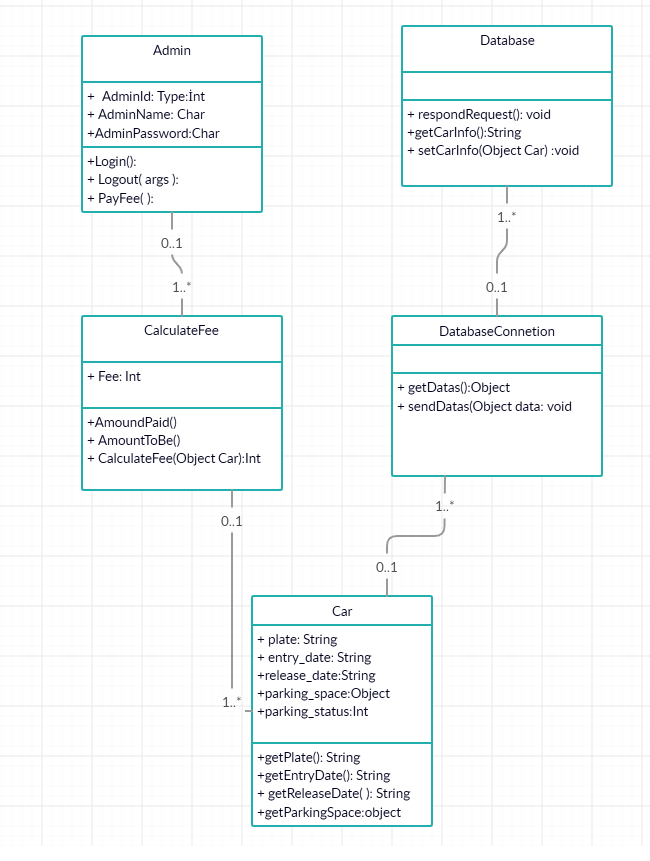 Admin
+ AdminId: Type:İnt
+ AdminName: Char
+AdminPassword:Char
+Login():
+ Logout( args ):
+ PayFee( ):
Database
+ respondRequest(): void
+getCarInfo():String
+ setCarInfo(Object Car) :void
0..1
1..*
1..*
0..1
CalculateFee
+ Fee: Int
+AmoundPaid()
+ AmountToBe()
+ CalculateFee(Object Car):Int
DatabaseConnetion
+ getDatas():Object
+ sendDatas(Object data: void
0..1
1..*
1..*
0..1
Car
+ plate: String
+ entry_date: String
+release_date:String
+parking_space:Object
+parking_status:Int
+getPlate(): String
+getEntryDate(): String
+ getReleaseDate( ): String
+getParkingSpace:object